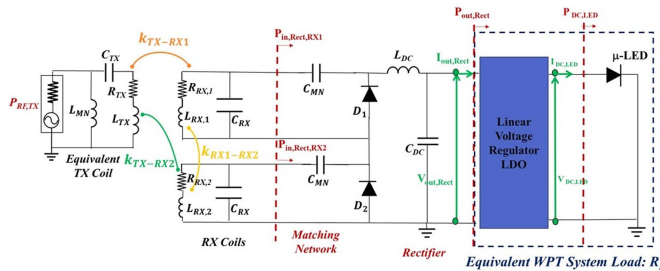 P_out,Rect
P_DC,LED
k_TX−RX1
P_in,Rect,RX1
L_DC
I_out,Rect
I_DC,LED
μ-LED
C_TX
R_TX
P_RF,TX
L_MN
L_TX
R_RX,1
L_RX,1
C_RX
C_MN
D_1
Equivalent
TX Coil
k_TX−RX2
k_RX1−RX2
P_in,Rect,RX2
C_MN
C_DC
Linear
Voltage
Regulator
LDO
V_out,Rect
V_DC,LED
R_RX,2
L_RX,2
C_RX
D_2
RX Coils
Matching
Network
Rectifier
Equivalent WPT System Load: